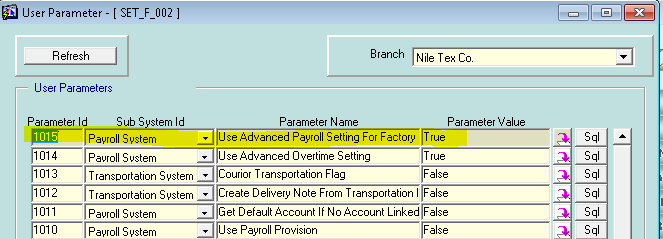 User Parameter - [ SET_F_002 ]
Refresh
Branch Nile Tex Co.
User Parameters
Parameter Id Sub System Id Parameter Name Parameter Value
1015 Payroll System Use Advanced Payroll Setting For Factory True Sql
1014 Payroll System Use Advanced Overtime Setting True Sql
1013 Transportation System Courior Transportation Flag False Sql
1012 Transportation System Create Delivery Note From Transportation False Sql
1011 Payroll System Get Default Account If No Account Linked False Sql
1010 Payroll System Use Payroll Provision False Sql